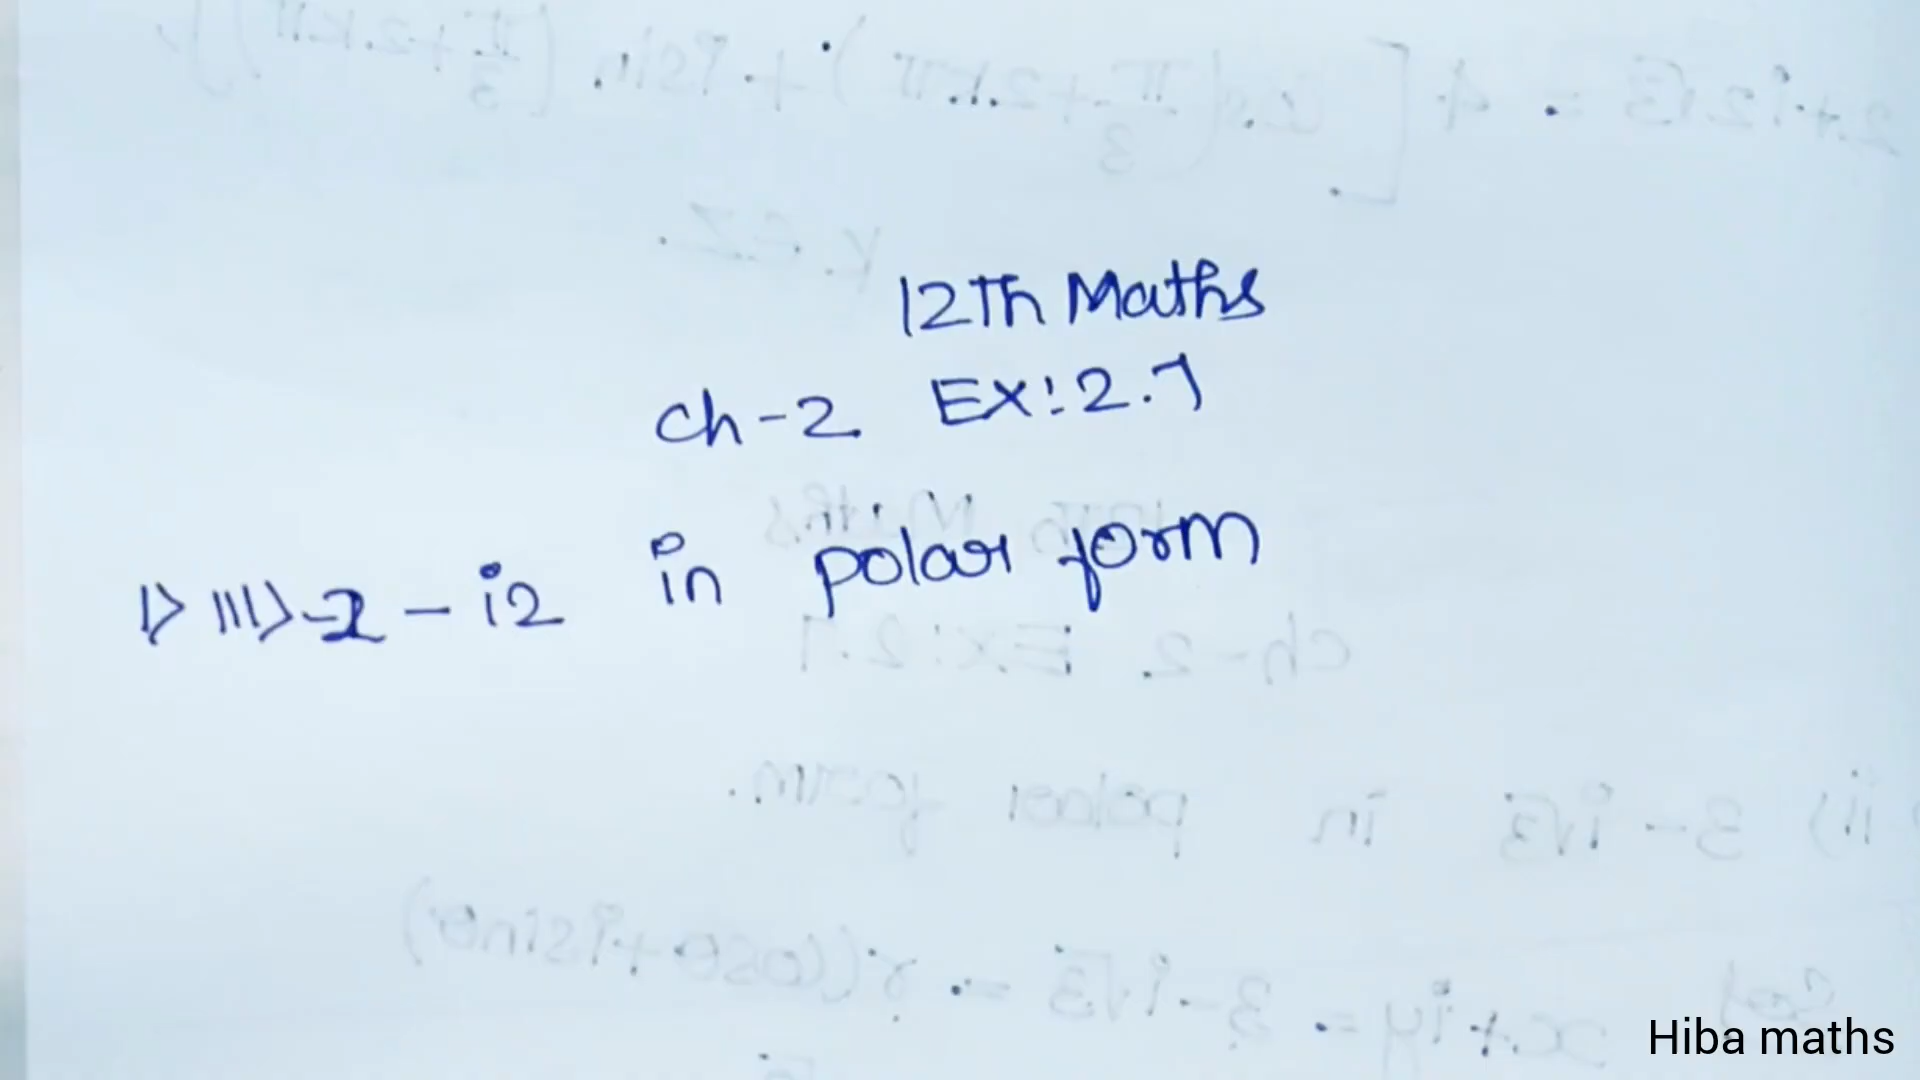 12Th Maths
Ch-2 Ex:2.7
1> III> -2 - i2 in polar form
Hiba maths